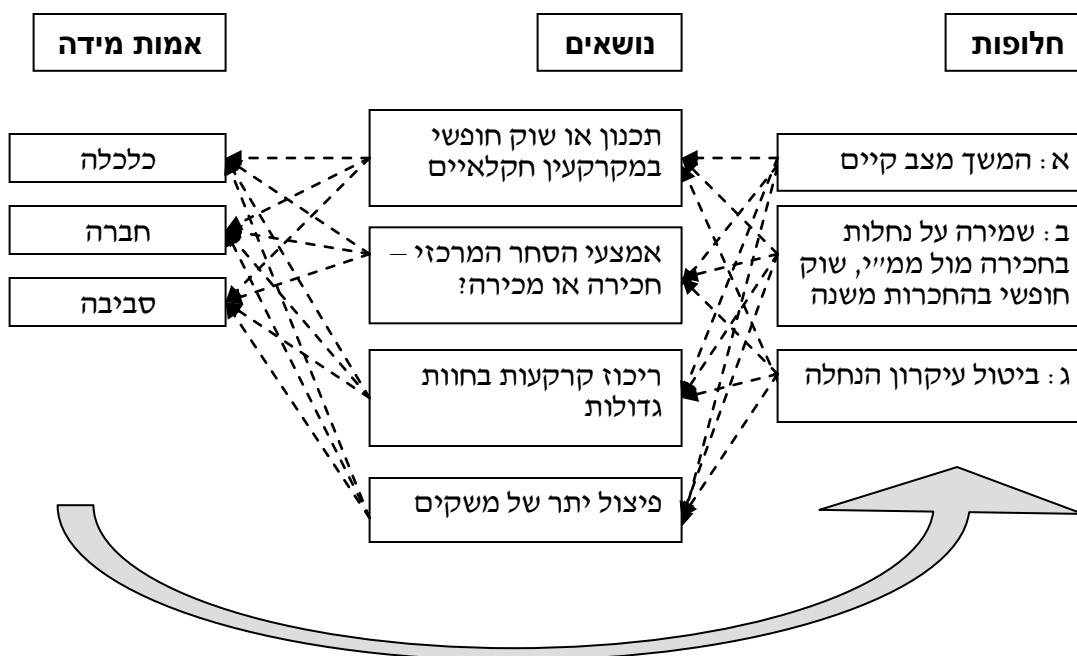 חלופות
נושאים
אמות מידה
א: המשך מצב קיים
ב: שמירה על נחלות
בחכירה מול ממ"י, שוק
חופשי בהחכרות משנה
ג: ביטול עיקרון הנחלה
תכנון או שוק חופשי
במקרקעין חקלאיים
אמצעי הסחר המרכזי –
חכירה או מכירה?
ריכוז קרקעות בחוות
גדולות
פיצול יתר של משקים
כלכלה
חברה
סביבה